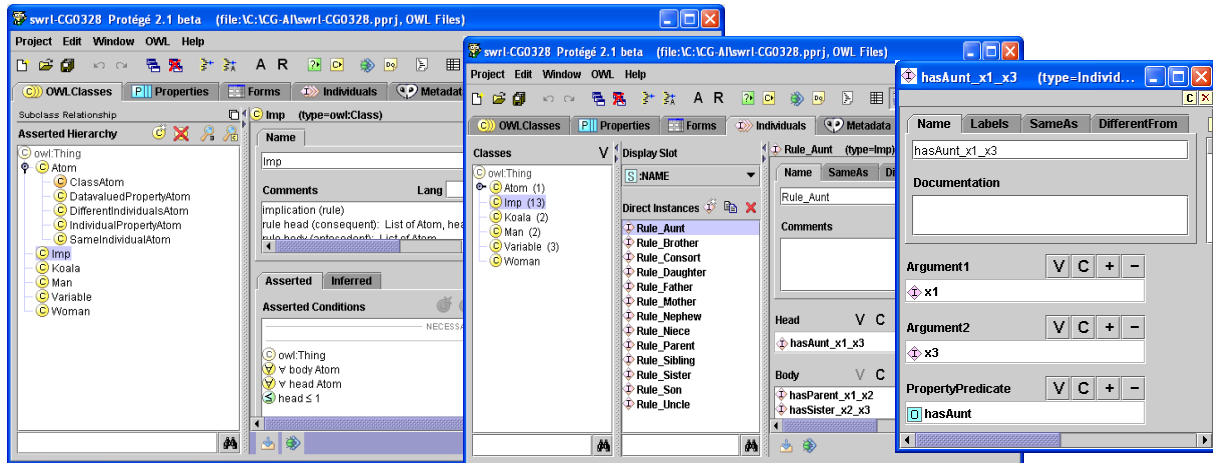 swrl-CG0328 Protégé 2.1 beta (file:\C:\CG-AI\swrl-CG0328.pprj, OWL Files)
Project Edit Window OWL Help
OWLClasses Properties Forms Individuals Metadat
Subclass Relationship
Asserted Hierarchy
owl:Thing
Atom
ClassAtom
DatavaluedPropertyAtom
DifferentIndividualsAtom
IndividualPropertyAtom
SameIndividualAtom
Imp
Koala
Man
Variable
Woman
Imp (type=owl:Class)
Name
Imp
Comments Lang
implication (rule)
rule head (consequent): List of Atom, hea
rule body (antecedent): List of Atom
Asserted Inferred
Asserted Conditions
NECESSA
owl:Thing
∀ body Atom
∀ head Atom
head ≤ 1
swrl-CG0328 Protégé 2.1 beta (file:\C:\CG-AI\swrl-CG0328.pprj, OWL Files)
Project Edit Window OWL Help
OWLClasses Properties Forms Individuals Metadata
Classes V
owl:Thing
Atom (1)
Imp (13)
Koala (2)
Man (2)
Variable (3)
Woman
Display Slot
S :NAME
Direct Instances
Rule_Aunt
Rule_Brother
Rule_Consort
Rule_Daughter
Rule_Father
Rule_Mother
Rule_Nephew
Rule_Niece
Rule_Parent
Rule_Sibling
Rule_Sister
Rule_Son
Rule_Uncle
Rule_Aunt (type=Imp)
Name SameAs Di
Rule_Aunt
Comments
Head V C
hasAunt_x1_x3
Body V C
hasParent_x1_x2
hasSister_x2_x3
hasAunt_x1_x3 (type=Individ...
C X
Name Labels SameAs DifferentFrom
hasAunt_x1_x3
Documentation
Argument1 V C + −
x1
Argument2 V C + −
x3
PropertyPredicate V C + −
O hasAunt